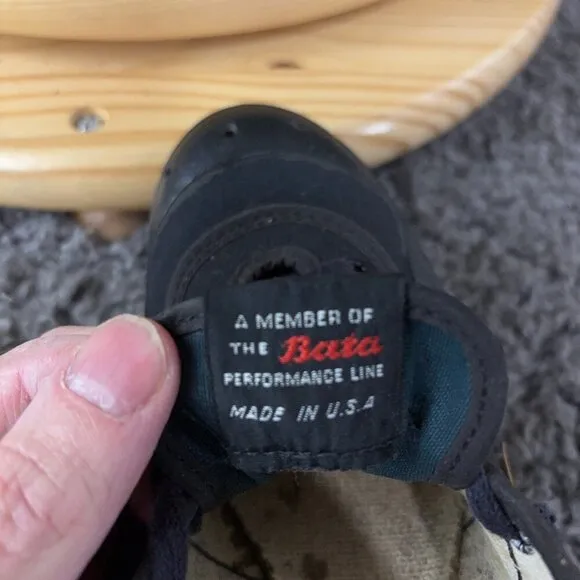 A MEMBER OF
THE Bata
PERFORMANCE LINE
MADE IN U.S.A